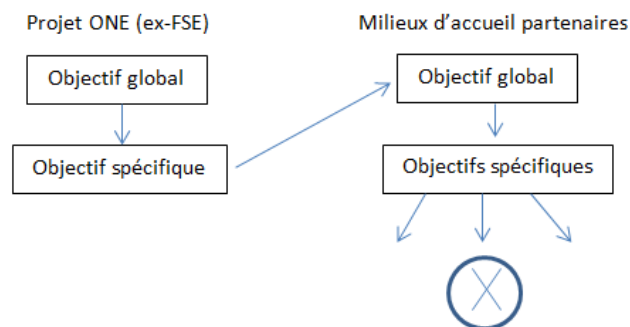 Projet ONE (ex-FSE)
Milieux d'accueil partenaires
Objectif global
Objectif global
Objectif spécifique
Objectifs spécifiques